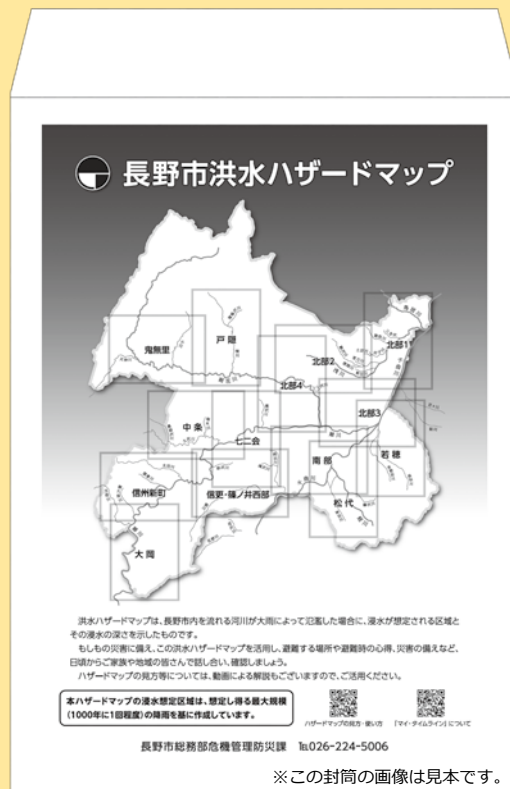 長野市洪水ハザードマップ
鬼無里
戸隠
北部1
北部2
北部4
北部3
中条
七二会
若穂
南部
信州新町
信更・篠ノ井西部
松代
大岡
洪水ハザードマップは、長野市内を流れる河川が大雨によって氾濫した場合に、浸水が想定される区域と
その浸水の深さを示したものです。
もしもの災害に備え、この洪水ハザードマップを活用し、避難する場所や避難時の心得、災害の備えなど、
日頃からご家族や地域の皆さんで話し合い、確認しましょう。
ハザードマップの見方等については、動画による解説もございますので、ご活用ください。
本ハザードマップの浸水想定区域は、想定し得る最大規模
(1000年に1回程度)の降雨を基に作成しています。
ハザードマップの見方・使い方
「マイ・タイムライン」について
長野市総務部危機管理防災課 ℡026-224-5006
※この封筒の画像は見本です。